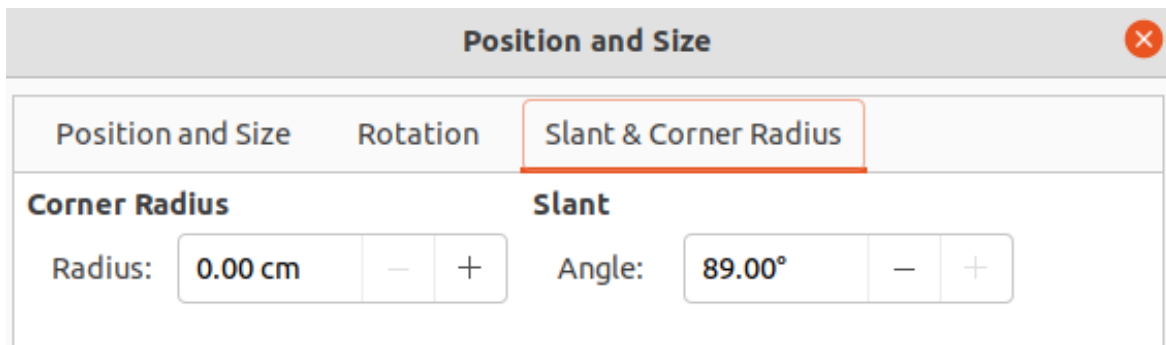 Position and Size
Position and Size Rotation Slant & Corner Radius
Corner Radius Slant
Radius: 0.00 cm − + Angle: 89.00° − +